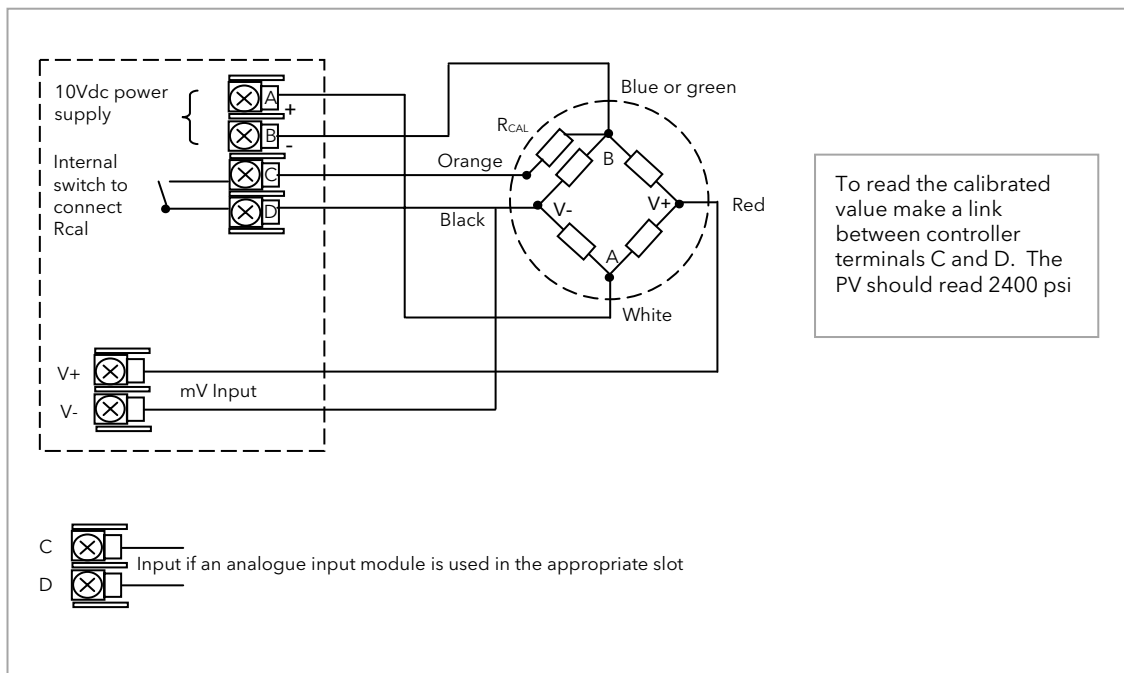 10Vdc power
supply
A
+
B
-
Internal
switch to
connect
Rcal
C
D
Blue or green
RCAL
Orange
B
Black
V-
V+
Red
A
White
To read the calibrated
value make a link
between controller
terminals C and D. The
PV should read 2400 psi
V+
mV Input
V-
C
Input if an analogue input module is used in the appropriate slot
D